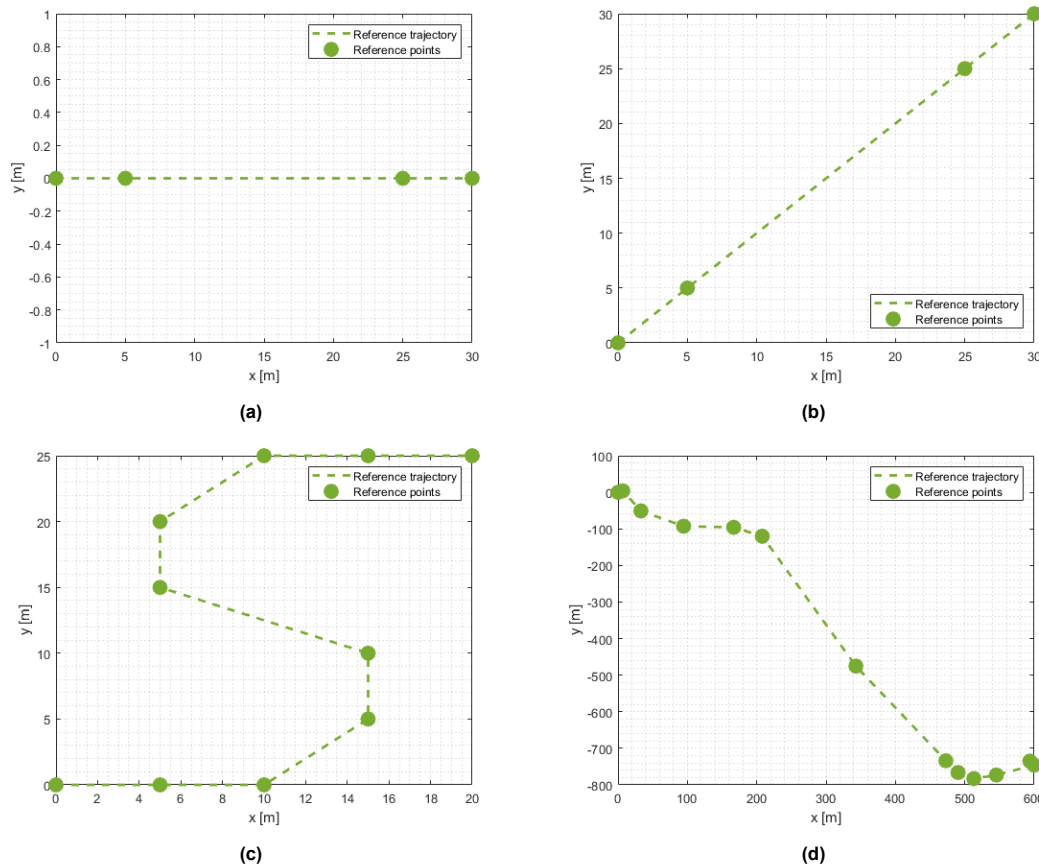 1
0.8
0.6
0.4
0.2
0
-0.2
-0.4
-0.6
-0.8
-1
y [m]
0 5 10 15 20 25 30
x [m]
Reference trajectory
Reference points
(a)
30
25
20
15
10
5
0
y [m]
0 5 10 15 20 25 30
x [m]
Reference trajectory
Reference points
(b)
25
20
15
10
5
0
y [m]
0 2 4 6 8 10 12 14 16 18 20
x [m]
Reference trajectory
Reference points
(c)
100
0
-100
-200
-300
-400
-500
-600
-700
-800
y [m]
0 100 200 300 400 500 600
x [m]
Reference trajectory
Reference points
(d)